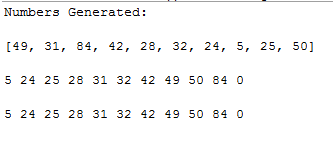 Numbers Generated:
[49, 31, 84, 42, 28, 32, 24, 5, 25, 50]
5 24 25 28 31 32 42 49 50 84 0
5 24 25 28 31 32 42 49 50 84 0